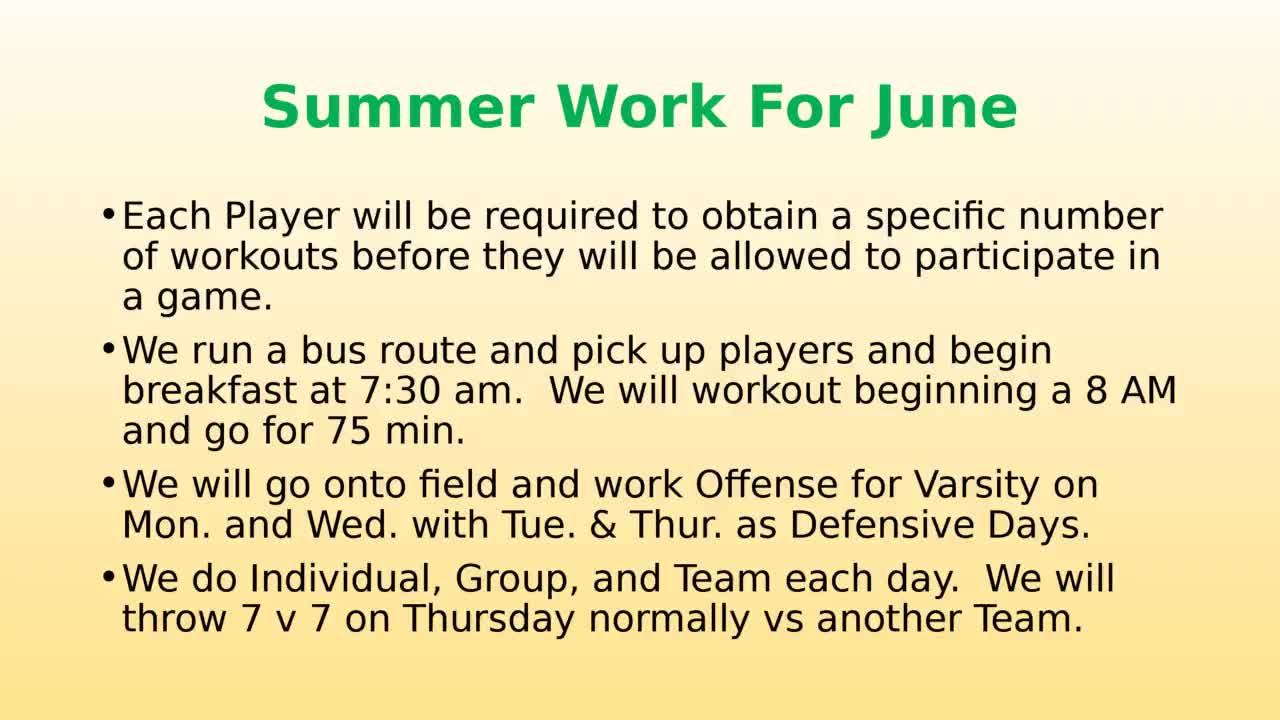 Summer Work For June
•Each Player will be required to obtain a specific number
of workouts before they will be allowed to participate in
a game.
•We run a bus route and pick up players and begin
breakfast at 7:30 am.  We will workout beginning a 8 AM
and go for 75 min.
•We will go onto field and work Offense for Varsity on
Mon. and Wed. with Tue. & Thur. as Defensive Days.
•We do Individual, Group, and Team each day.  We will
throw 7 v 7 on Thursday normally vs another Team.